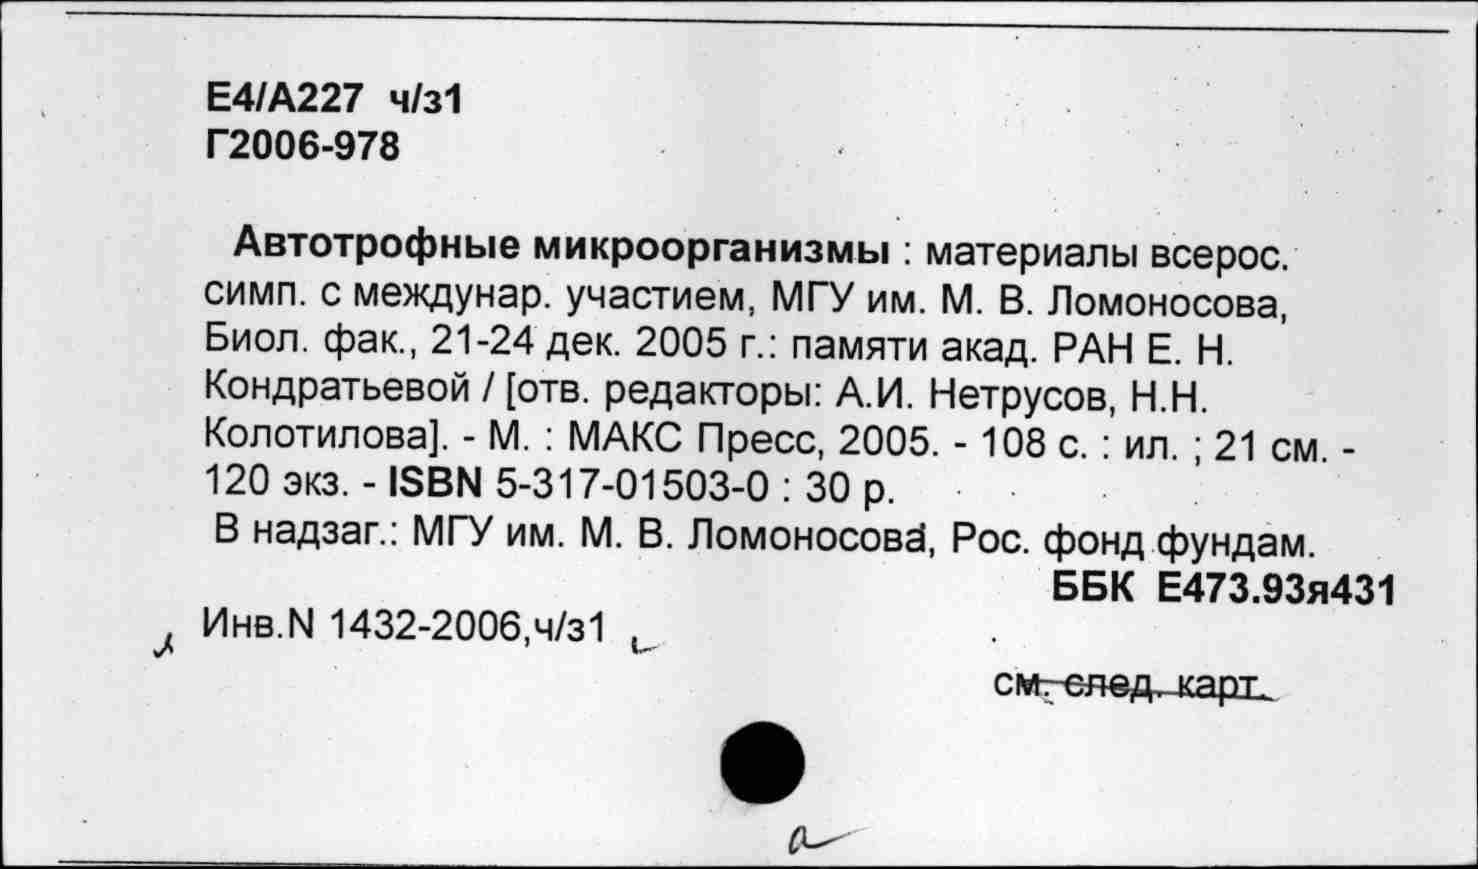 Е4/А227 ч/з1
Г2006-978
Автотрофные микроорганизмы : материалы всерос.
симп. с междунар. участием, МГУ им. М. В. Ломоносова,
Биол. фак., 21-24 дек. 2005 г.: памяти акад. РАН Е. Н.
Кондратьевой / [отв. редакторы: А.И. Нетрусов, Н.Н.
Колотилова]. - М. : МАКС Пресс, 2005. - 108 с. : ил. ; 21 см. -
120 экз. - ISBN 5-317-01503-0 : 30 р.
В надзаг.: МГУ им. М. В. Ломоносова, Рос. фонд фундам.
ББК Е473.93я431
Инв.N 1432-2006,ч/з1
см. след. карт.
а